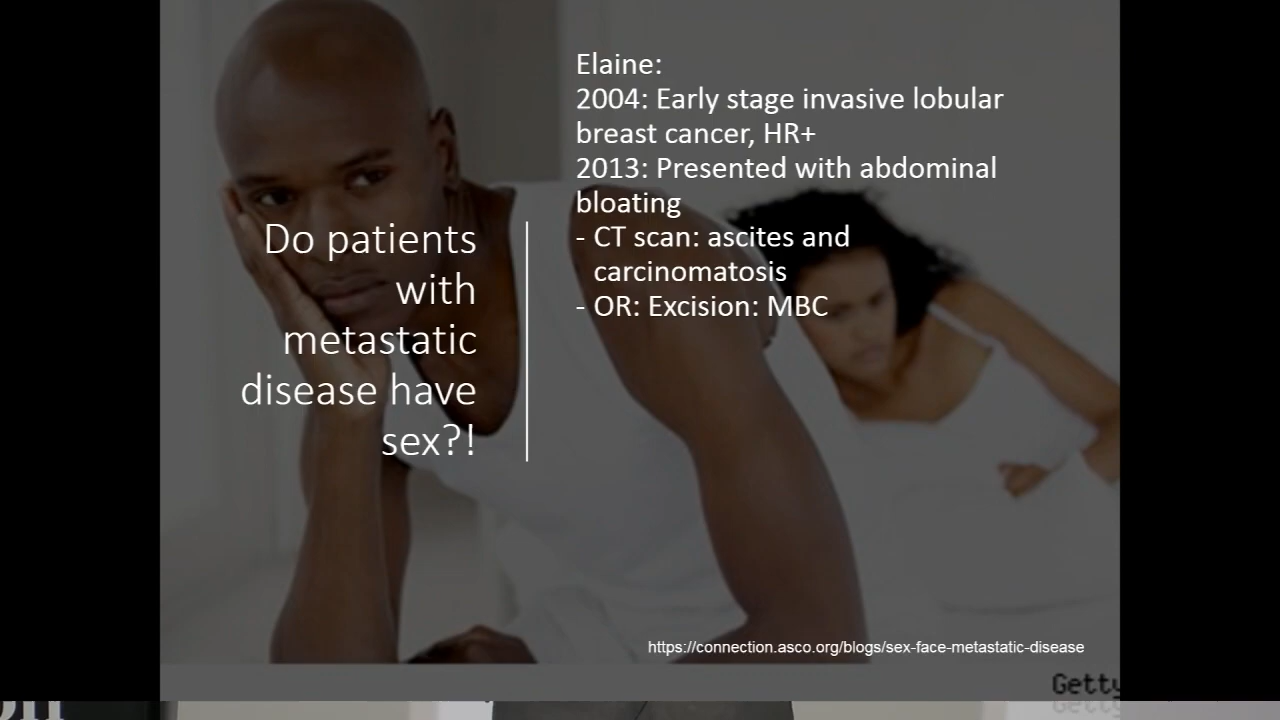 Do patients
with
metastatic
disease have
sex?!
Elaine:
2004: Early stage invasive lobular
breast cancer, HR+
2013: Presented with abdominal
bloating
- CT scan: ascites and
carcinomatosis
- OR: Excision: MBC
https://connection.asco.org/blogs/sex-face-metastatic-disease
Getty